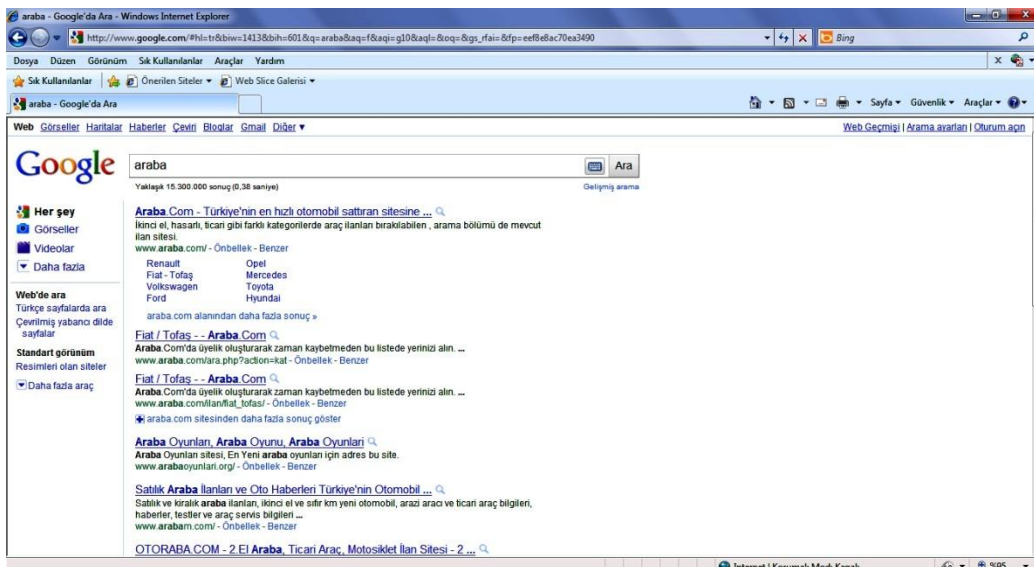 araba - Google'da Ara - Windows Internet Explorer
http://www.google.com/#hl=tr&biw=1413&bih=601&q=araba&aq=f&aqi=g10&aql=&oq=&gs_rfai=&fp=eef8e8ac70ea3490
Bing
Dosya Düzen Görünüm Sık Kullanılanlar Araçlar Yardım
Sık Kullanılanlar Önerilen Siteler Web Slice Galerisi
araba - Google'da Ara
Sayfa Güvenlik Araçlar
Web Görseller Haritalar Haberler Çeviri Bloglar Gmail Diğer
Web Geçmişi | Arama ayarları | Oturum açın
Google
araba
Ara
Yaklaşık 15.300.000 sonuç (0,38 saniye)
Gelişmiş arama
Her şey
Görseller
Videolar
Daha fazla
Web'de ara
Türkçe sayfalarda ara
Çevrilmiş yabancı dilde
sayfalar
Standart görünüm
Resimleri olan siteler
Daha fazla araç
Araba.Com - Türkiye'nin en hızlı otomobil sattıran sitesine ...
İkinci el, hasarlı, ticari gibi farklı kategorilerde araç ilanları bırakılabilen , arama bölümü de mevcut
ilan sitesi.
www.araba.com/ - Önbellek - Benzer
Renault Opel
Fiat - Tofaş Mercedes
Volkswagen Toyota
Ford Hyundai
araba.com alanından daha fazla sonuç »
Fiat / Tofaş - - Araba.Com
Araba.Com'da üyelik oluşturarak zaman kaybetmeden bu listede yerinizi alın. ...
www.araba.com/ara.php?action=kat - Önbellek - Benzer
Fiat / Tofaş - - Araba.Com
Araba.Com'da üyelik oluşturarak zaman kaybetmeden bu listede yerinizi alın. ...
www.araba.com/ilan/fiat_tofas/ - Önbellek - Benzer
araba.com sitesinden daha fazla sonuç göster
Araba Oyunları, Araba Oyunu, Araba Oyunlari
Araba Oyunları sitesi, En Yeni araba oyunları için adres bu site.
www.arabaoyunlari.org/ - Önbellek - Benzer
Satılık Araba İlanları ve Oto Haberleri Türkiye'nin Otomobil ...
Satılık ve kiralık araba ilanları, ikinci el ve sıfır km yeni otomobil, arazi aracı ve ticari araç bilgileri,
haberler, testler ve araç servis bilgileri ...
www.arabam.com/ - Önbellek - Benzer
OTORABA.COM - 2.El Araba, Ticari Araç, Motosiklet İlan Sitesi - 2 ...
Internet | Korumalı Mod: Kapalı
%95